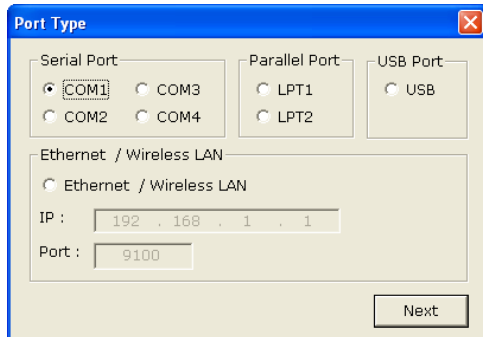 Port Type
Serial Port Parallel Port USB Port
COM1 COM3 LPT1 USB
COM2 COM4 LPT2
Ethernet / Wireless LAN
Ethernet / Wireless LAN
IP : 192 . 168 . 1 . 1
Port : 9100
Next